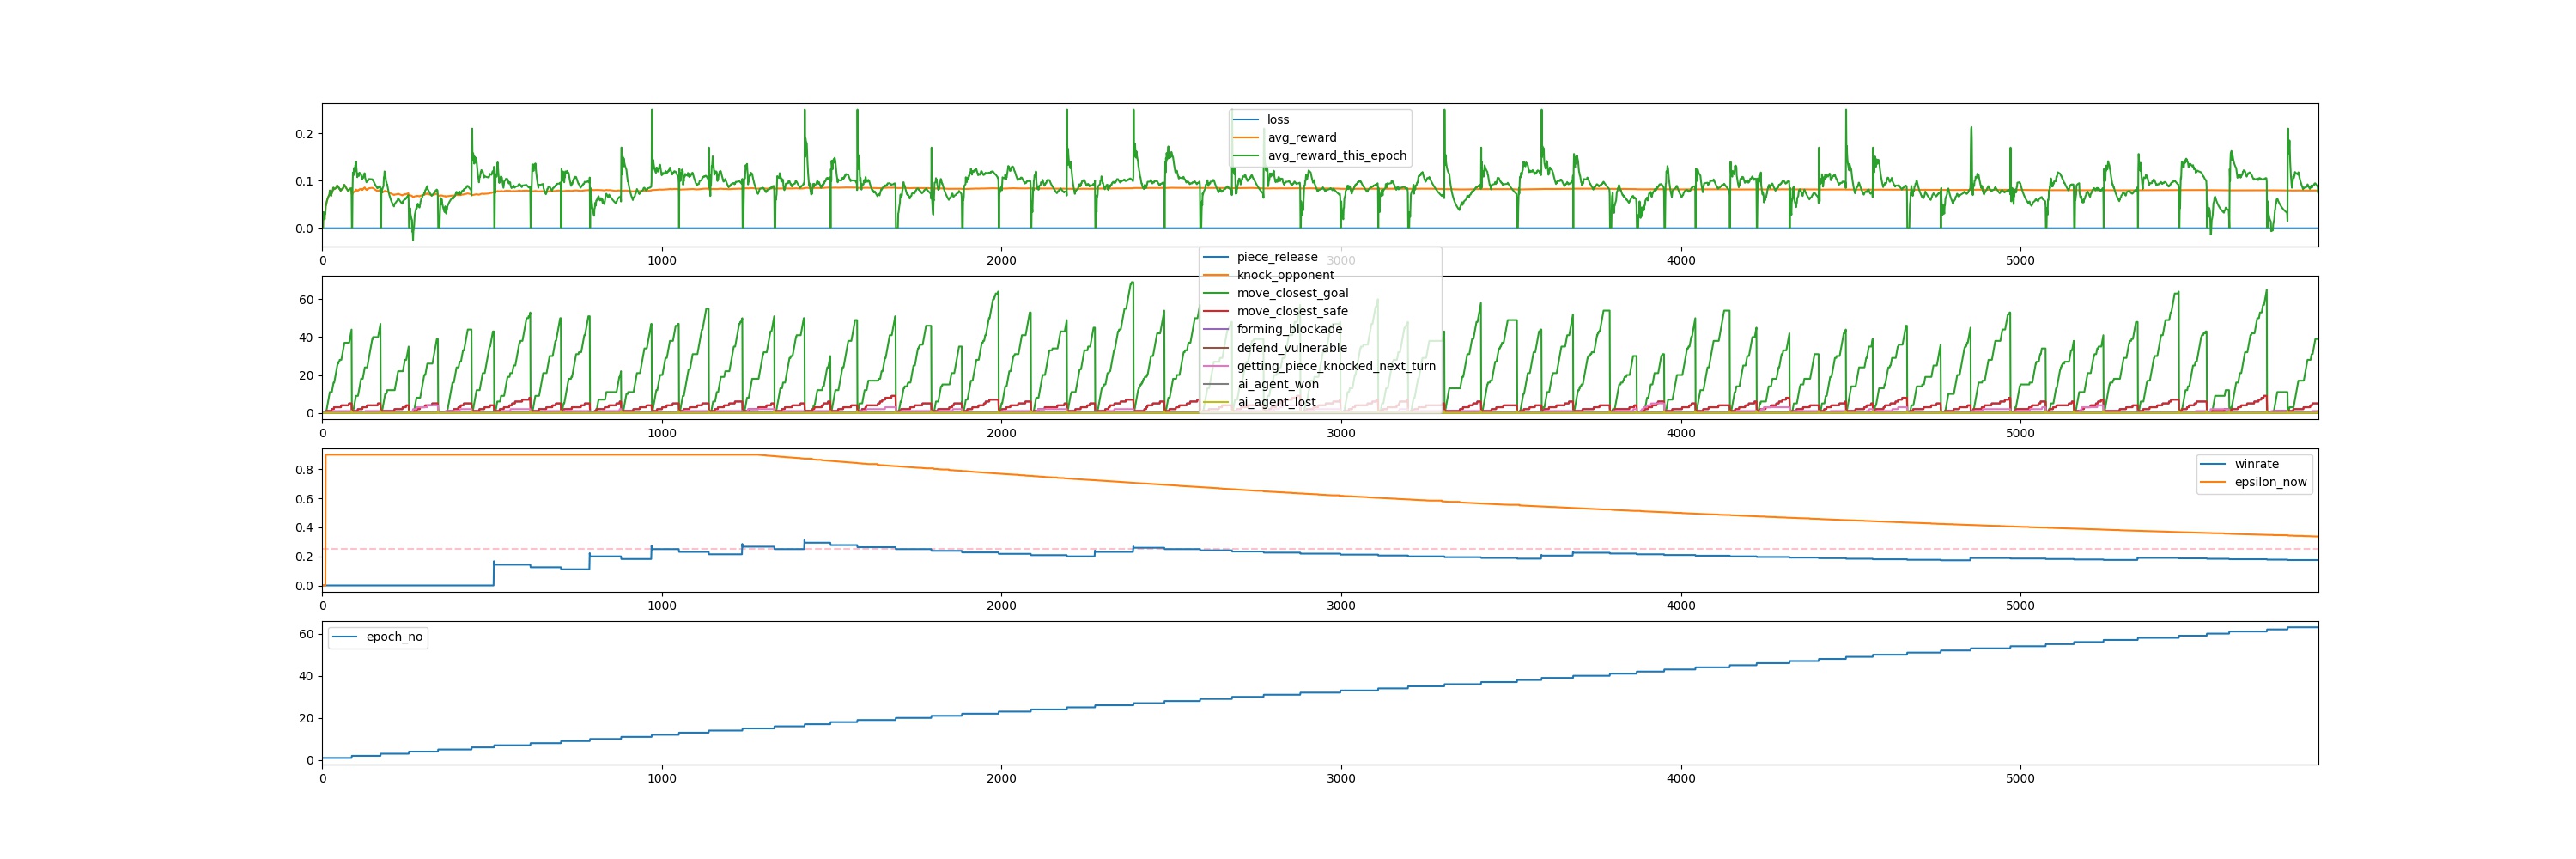 0.2
0.1
0.0
loss
avg_reward
avg_reward_this_epoch
0 1000 2000 3000 4000 5000
60
40
20
0
piece_release
knock_opponent
move_closest_goal
move_closest_safe
forming_blockade
defend_vulnerable
getting_piece_knocked_next_turn
ai_agent_won
ai_agent_lost
0 1000 2000 3000 4000 5000
0.8
0.6
0.4
0.2
0.0
winrate
epsilon_now
0 1000 2000 3000 4000 5000
60
40
20
0
epoch_no
0 1000 2000 3000 4000 5000